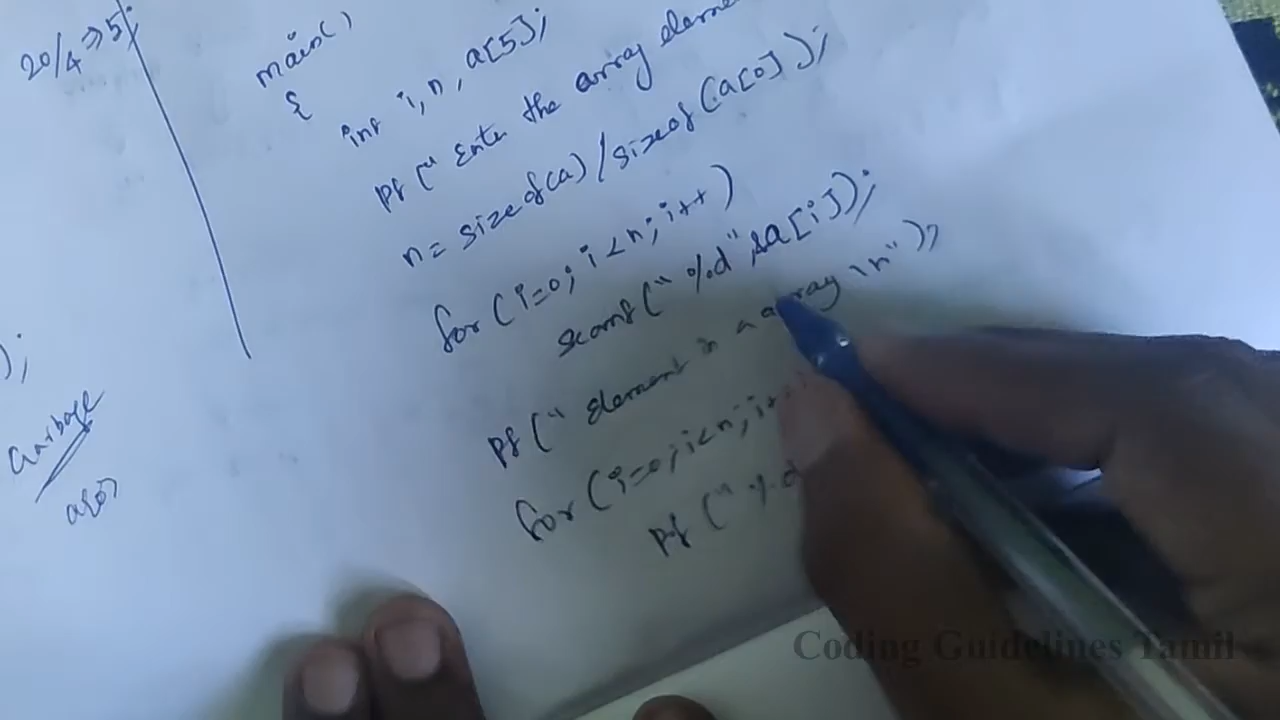 20/4 ⇒ 5;
main()
{
int i, n, a[5];
pf(" Enter the array
n = sizeof(a) / sizeof(a[0]);
for (i=0; i<n; i++)
scanf(" %d", &a[i]);
pf (" Element in a array \n");
for (i=0; i<n; i++
pf (" %d
);
Garbage
a[0]
Coding Guidelines Tamil